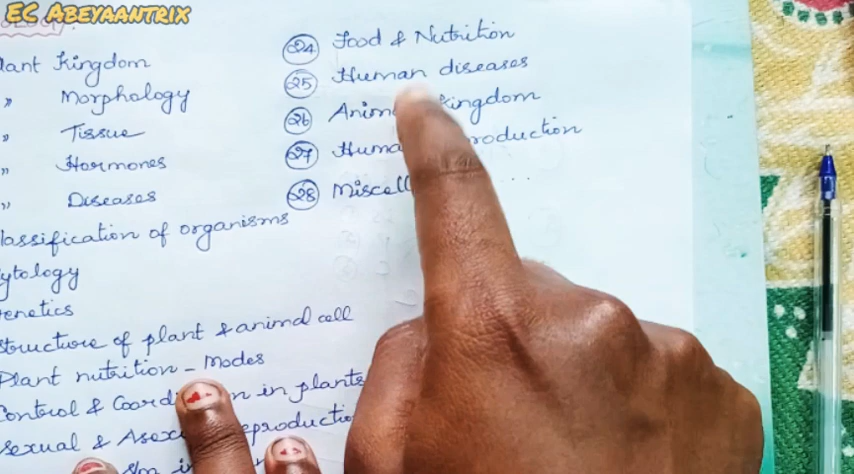 EC ABEYAANTRIX
lant Kingdom
" Morphology
" Tissue
" Hormones
" Diseases
lassification of organisms
ytology
enetics
Structure of plant & animal cell
Plant nutrition - Modes
Control & Coord n in plants
Sexual & Asex eproductio
24 Food & Nutrition
25 Human diseases
26 Anim kingdom
27 Huma roduction
28 Miscell ...